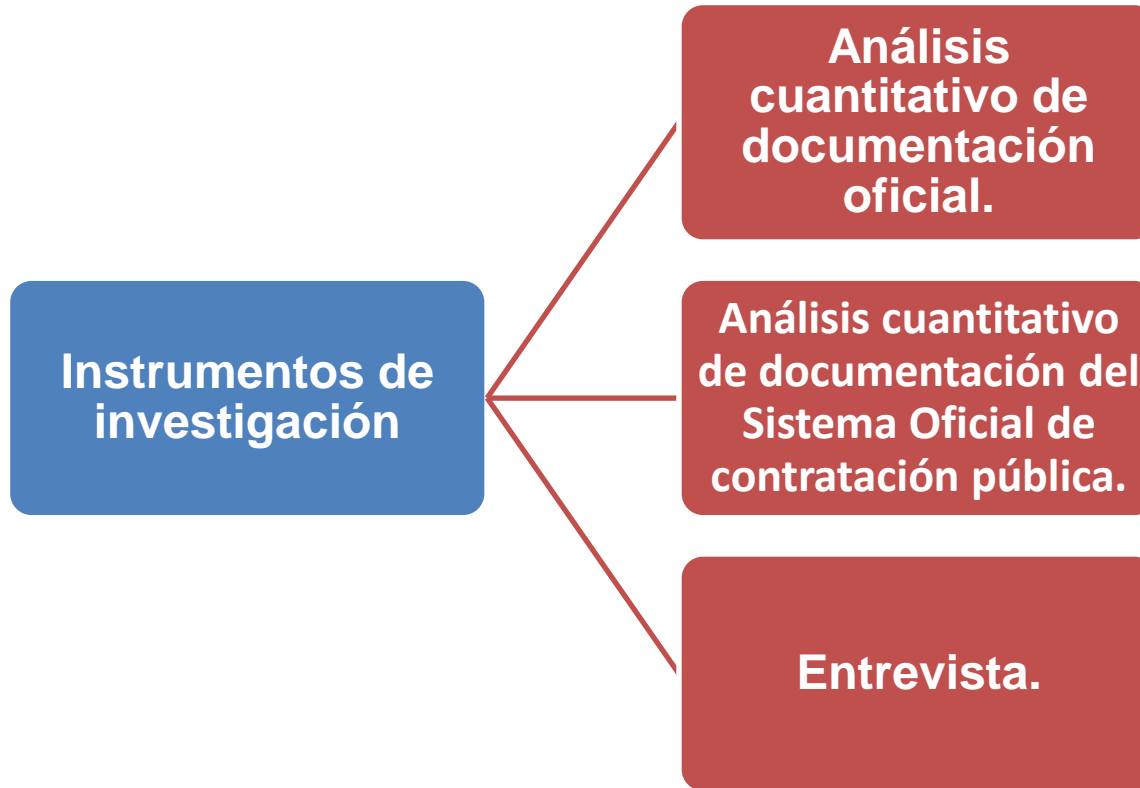 Instrumentos de
investigación
Análisis
cuantitativo de
documentación
oficial.
Análisis cuantitativo
de documentación del
Sistema Oficial de
contratación pública.
Entrevista.